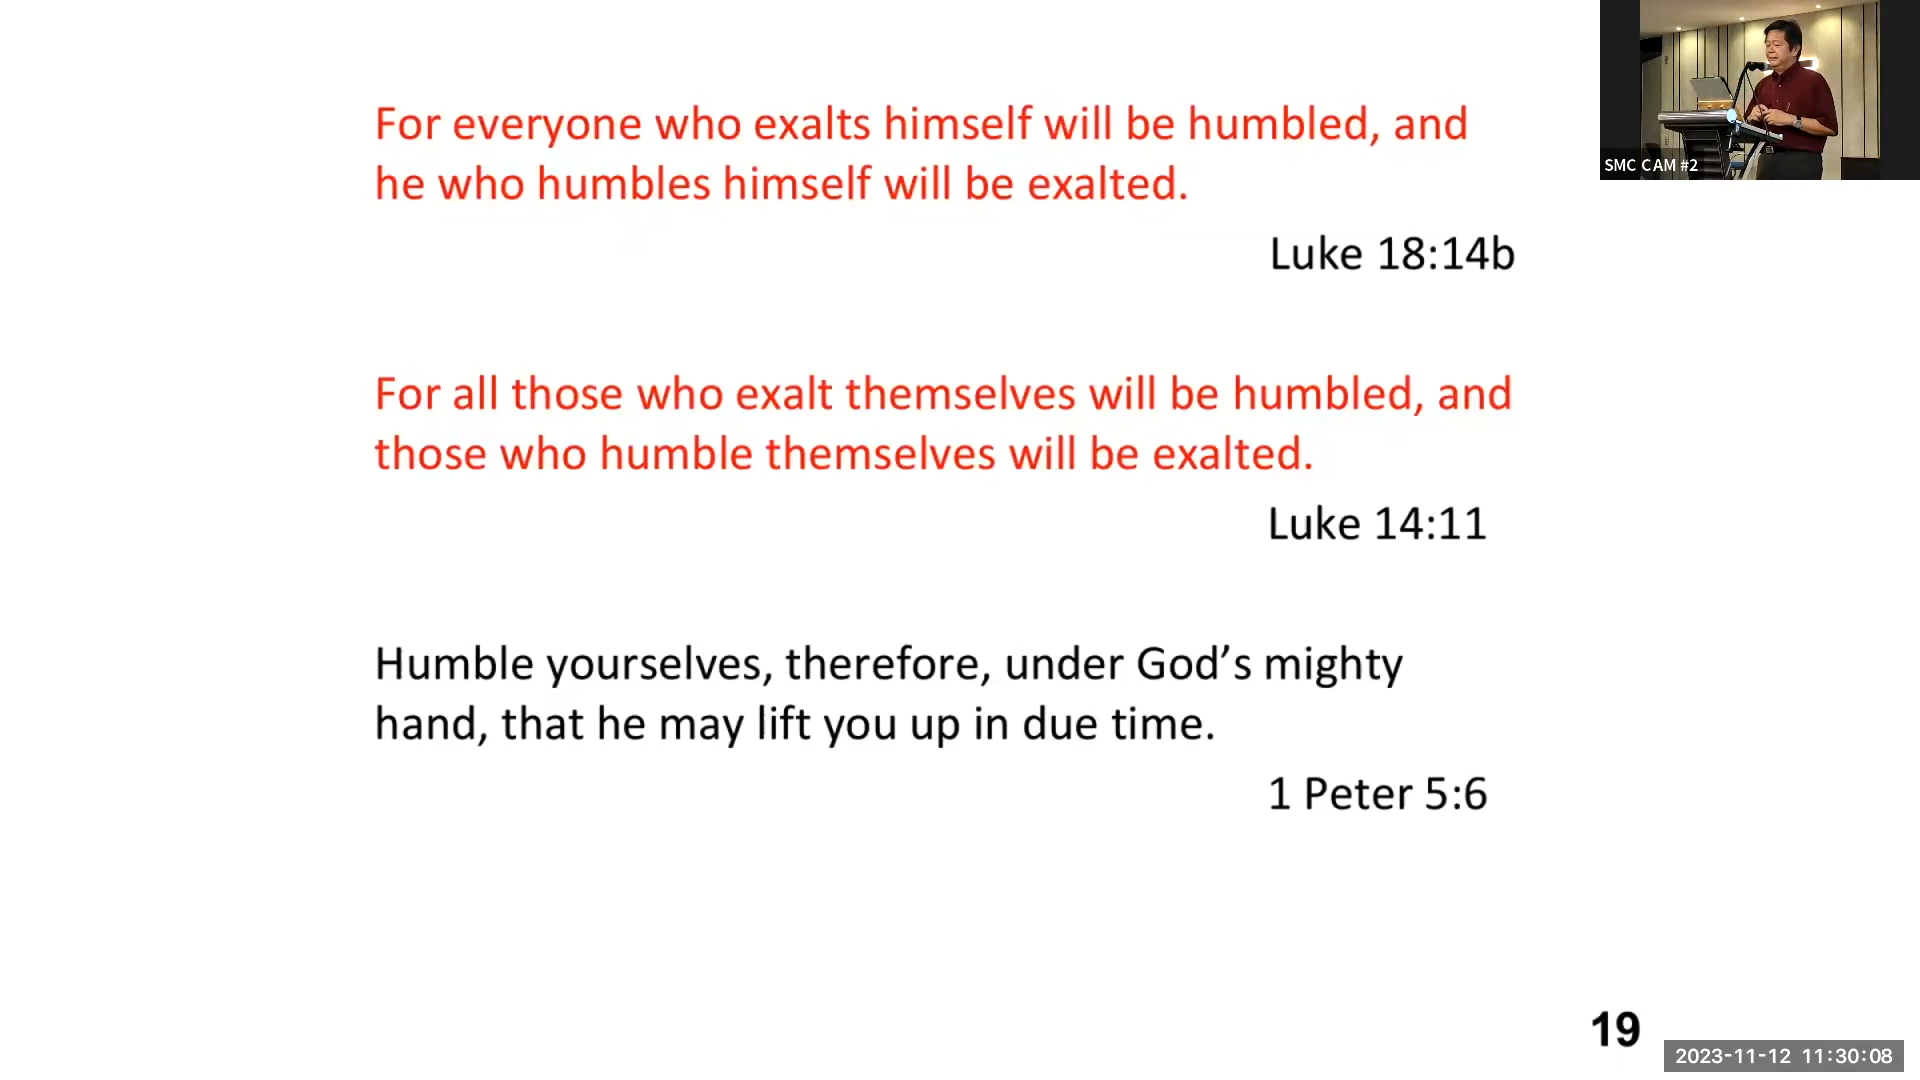 For everyone who exalts himself will be humbled, and
he who humbles himself will be exalted.
Luke 18:14b
For all those who exalt themselves will be humbled, and
those who humble themselves will be exalted.
Luke 14:11
Humble yourselves, therefore, under God’s mighty
hand, that he may lift you up in due time.
1 Peter 5:6
19
SMC CAM #2
2023-11-12 11:30:08